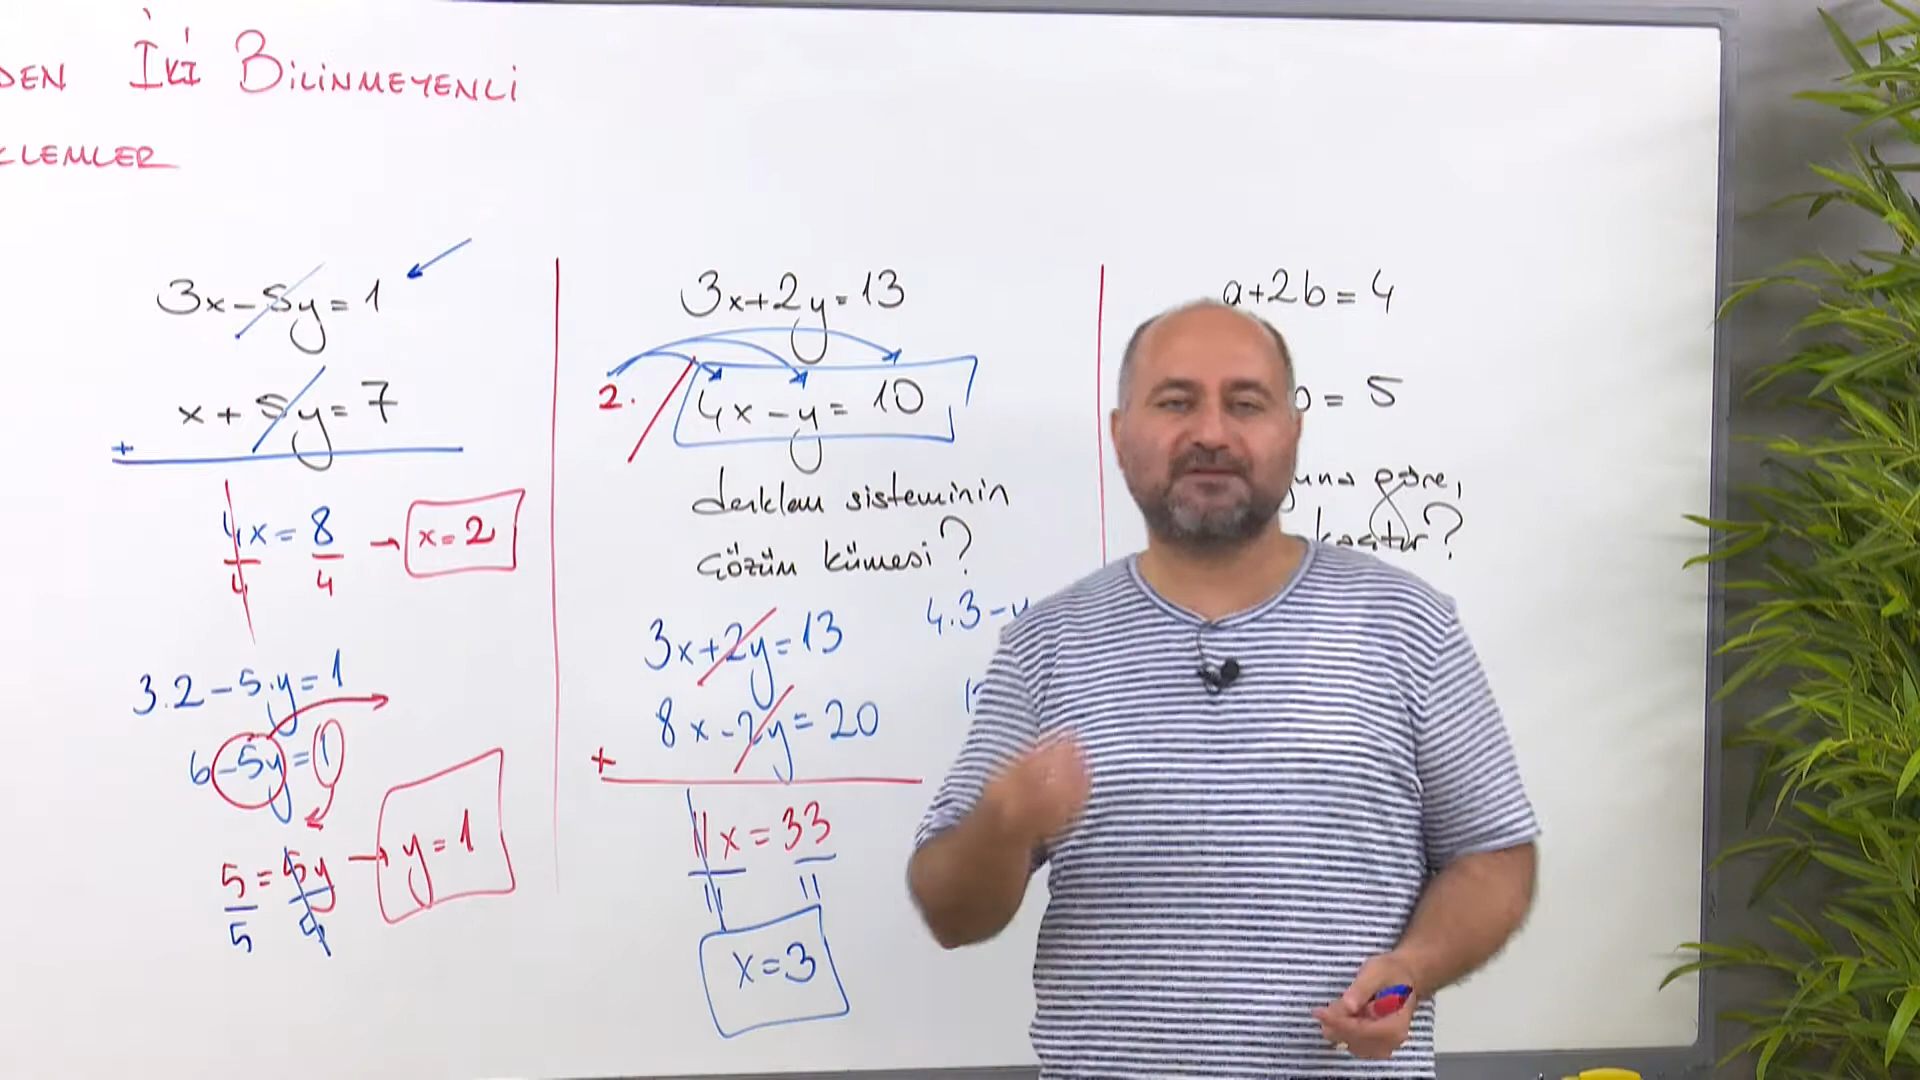 DEN İKİ BİLİNMEYENLİ
KLEMLER
3x-5y=1
x+5y=7
+
4x=8
4 4
→ x=2
3.2-5.y=1
6-5y=1
5=5y → y=1
5 5
3x+2y=13
2. 4x-y=10
denklem sisteminin
çözüm kümesi?
3x+2y=13
8x-2y=20
+
11x=33
11 11
x=3
4.3-y
a+2b=4
= 5
göre,
kaçtır?